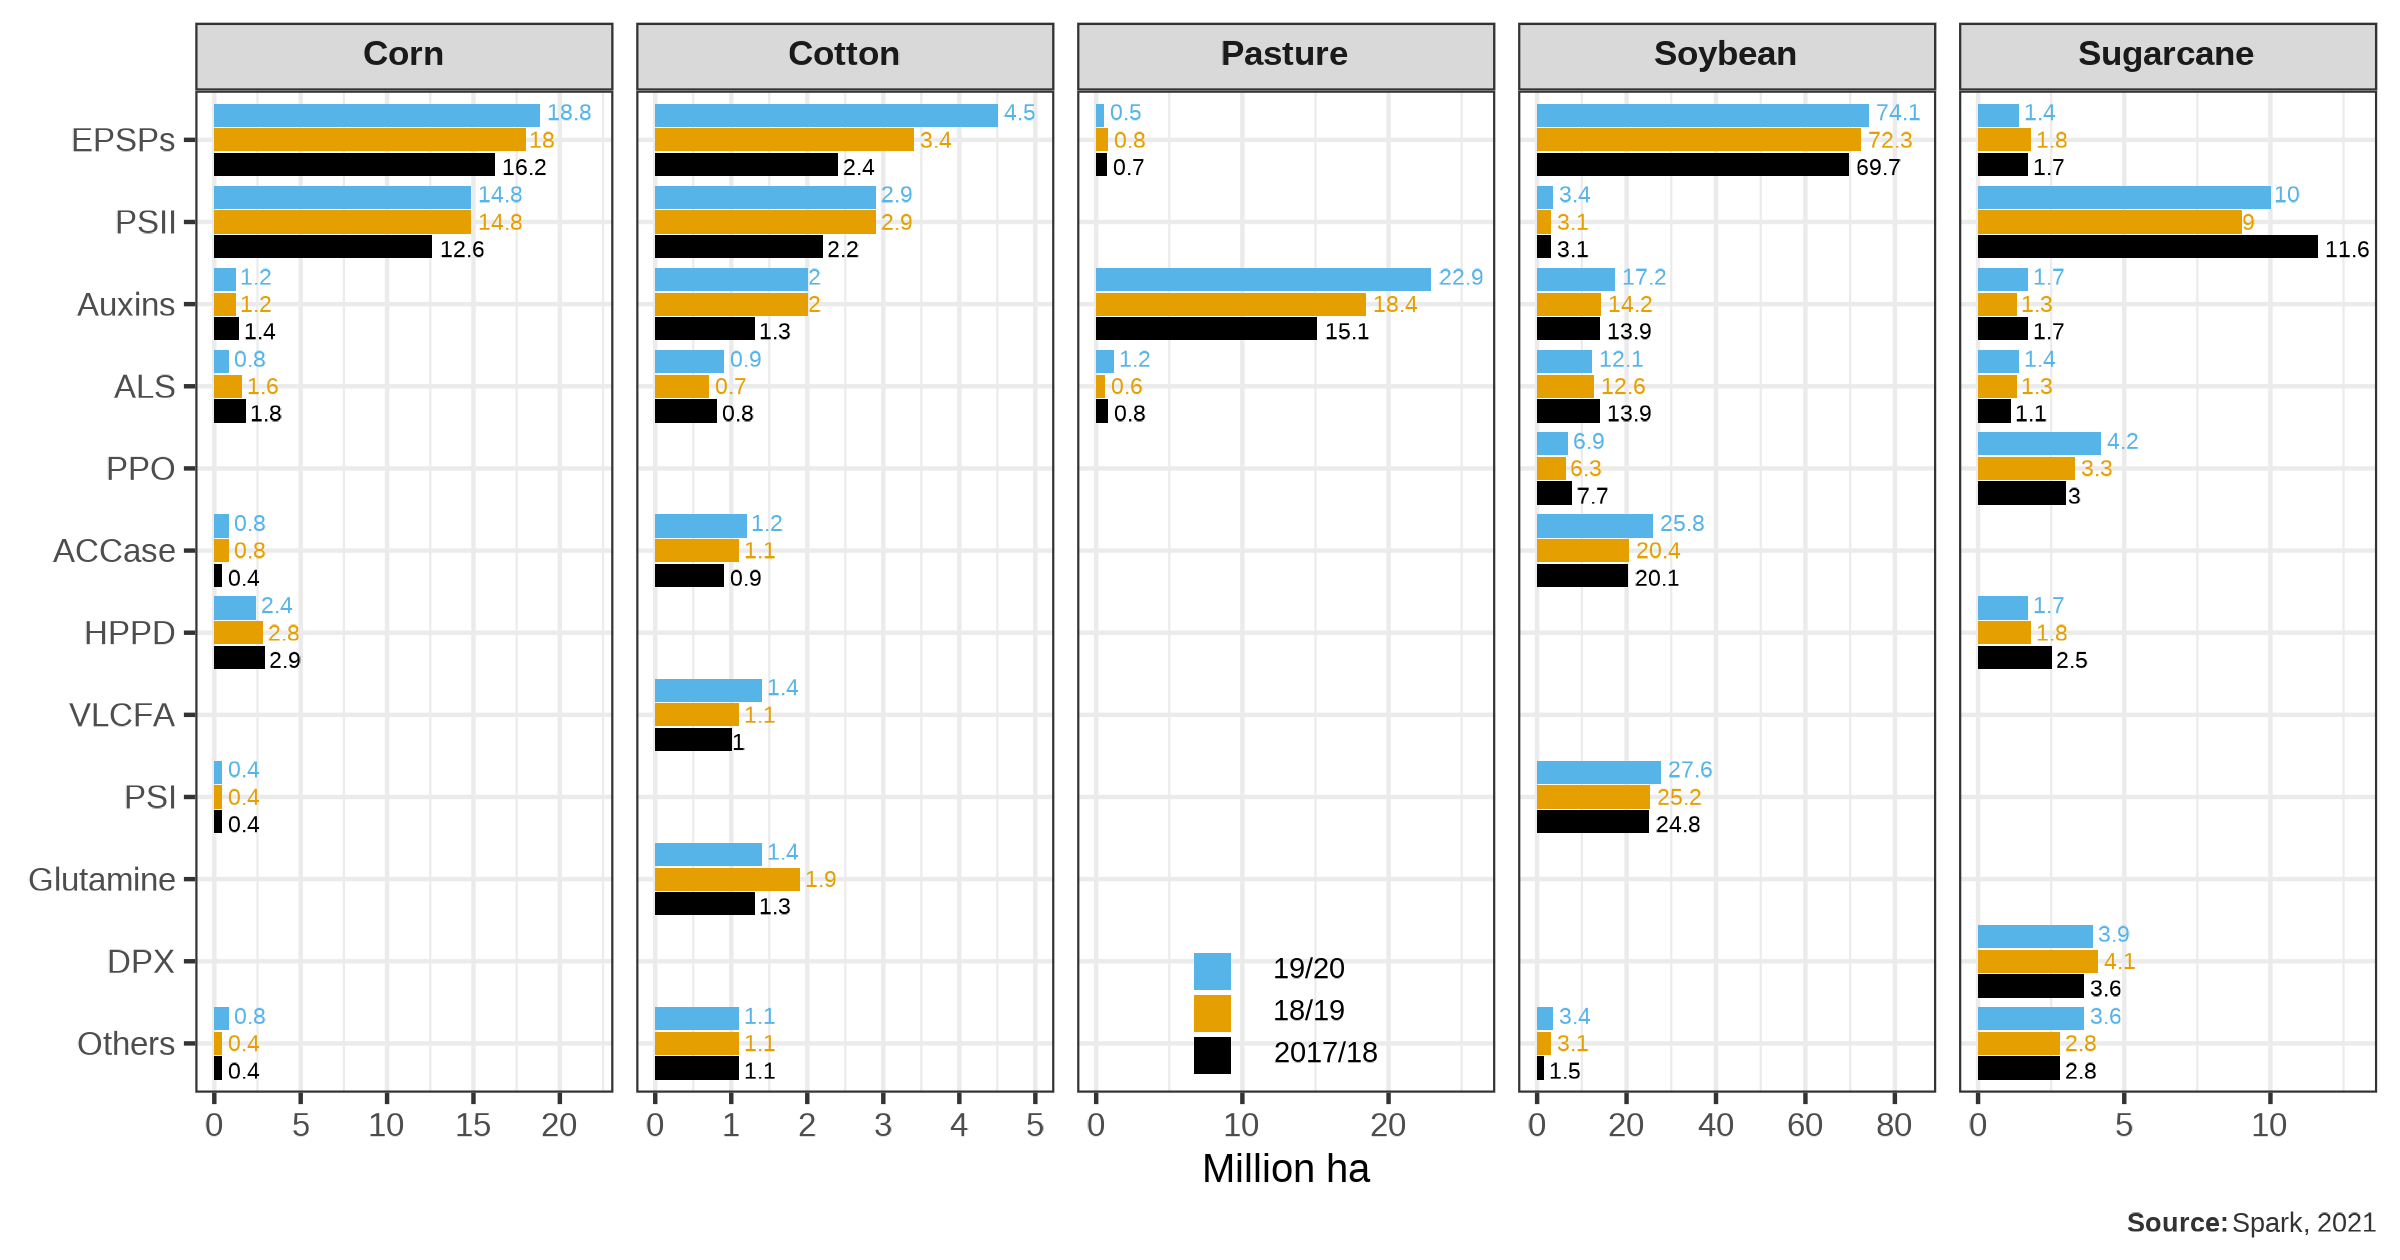 Corn Cotton Pasture Soybean Sugarcane
EPSPs
18.8 4.5 0.5 74.1 1.4
18 3.4 0.8 72.3 1.8
16.2 2.4 0.7 69.7 1.7
PSII
14.8 2.9 3.4 10
14.8 2.9 3.1 9
12.6 2.2 3.1 11.6
Auxins
1.2 2 22.9 17.2 1.7
1.2 2 18.4 14.2 1.3
1.4 1.3 15.1 13.9 1.7
ALS
0.8 0.9 1.2 12.1 1.4
1.6 0.7 0.6 12.6 1.3
1.8 0.8 0.8 13.9 1.1
PPO
6.9 4.2
6.3 3.3
7.7 3
ACCase
0.8 1.2 25.8
0.8 1.1 20.4
0.4 0.9 20.1
HPPD
2.4 1.7
2.8 1.8
2.9 2.5
VLCFA
1.4
1.1
1
PSI
0.4 27.6
0.4 25.2
0.4 24.8
Glutamine
1.4
1.9
1.3
DPX
3.9
4.1
3.6
Others
0.8 1.1 3.4 3.6
0.4 1.1 3.1 2.8
0.4 1.1 1.5 2.8
19/20
18/19
2017/18
0 5 10 15 20 0 1 2 3 4 5 0 10 20 0 20 40 60 80 0 5 10
Million ha
Source: Spark, 2021